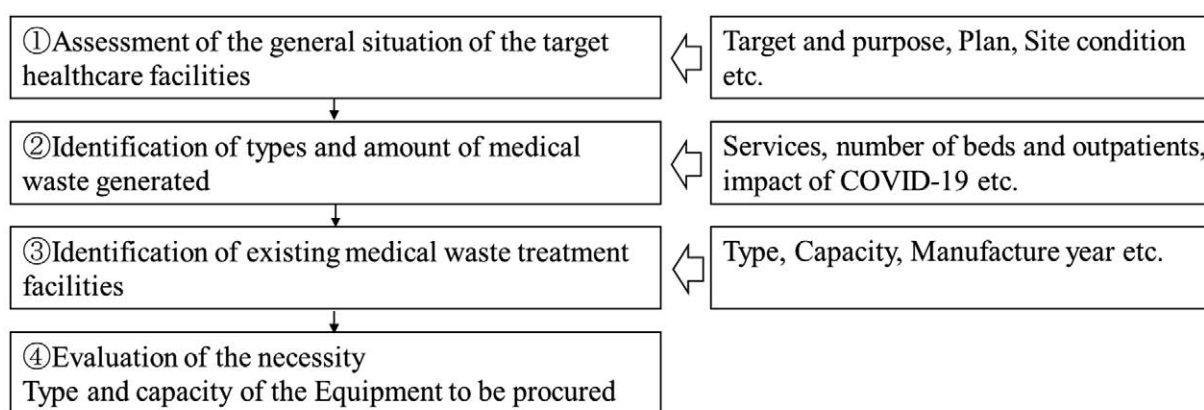 ①Assessment of the general situation of the target
healthcare facilities
Target and purpose, Plan, Site condition
etc.
②Identification of types and amount of medical
waste generated
Services, number of beds and outpatients,
impact of COVID-19 etc.
③Identification of existing medical waste treatment
facilities
Type, Capacity, Manufacture year etc.
④Evaluation of the necessity
Type and capacity of the Equipment to be procured